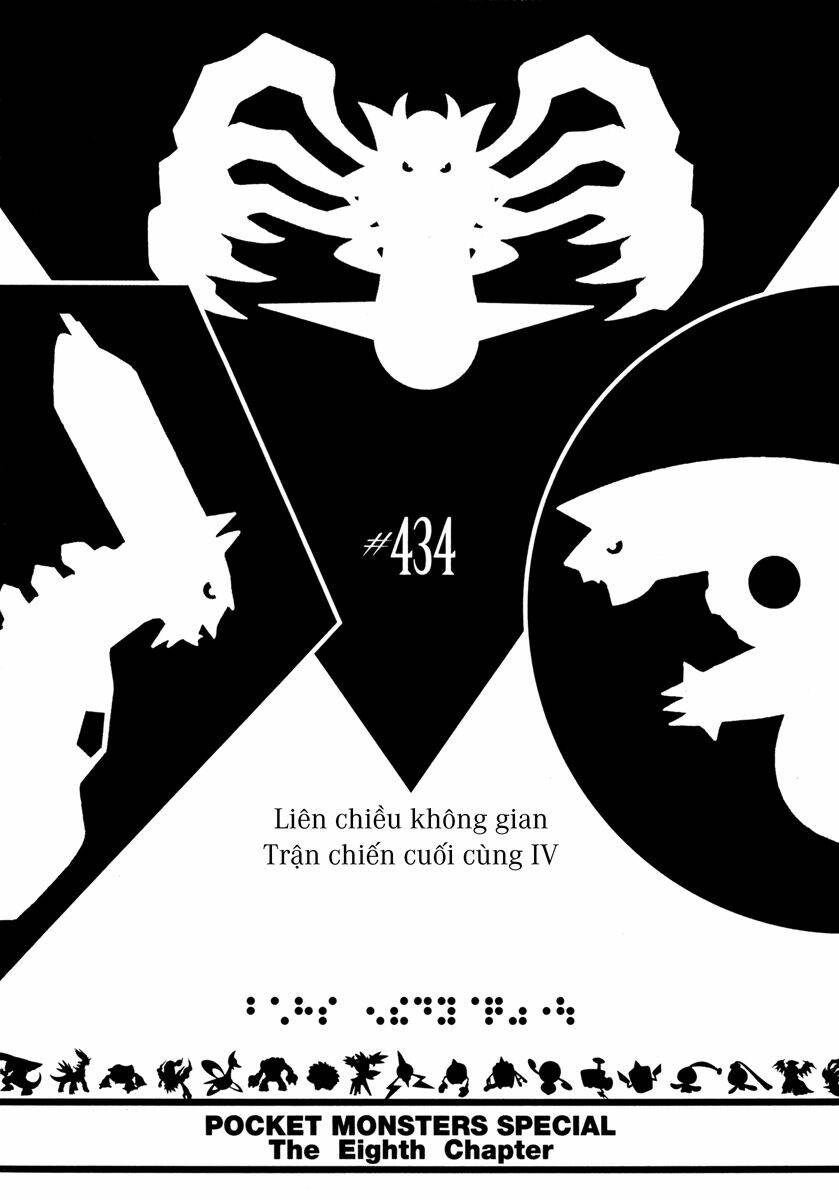 #434
Liên chiều không gian
Trận chiến cuối cùng IV
POCKET MONSTERS SPECIAL
The Eighth Chapter